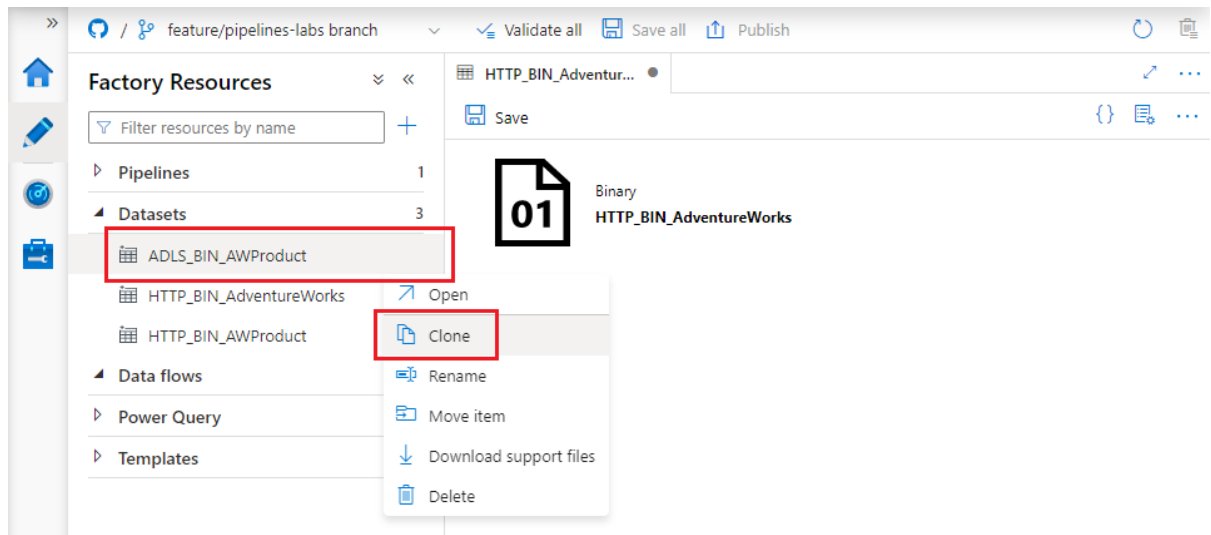 / feature/pipelines-labs branch Validate all Save all Publish
Factory Resources
HTTP_BIN_Adventur...
Filter resources by name
Save
Pipelines 1
Datasets 3
ADLS_BIN_AWProduct
HTTP_BIN_AdventureWorks
HTTP_BIN_AWProduct
Data flows
Power Query
Templates
01
Binary
HTTP_BIN_AdventureWorks
Open
Clone
Rename
Move item
Download support files
Delete